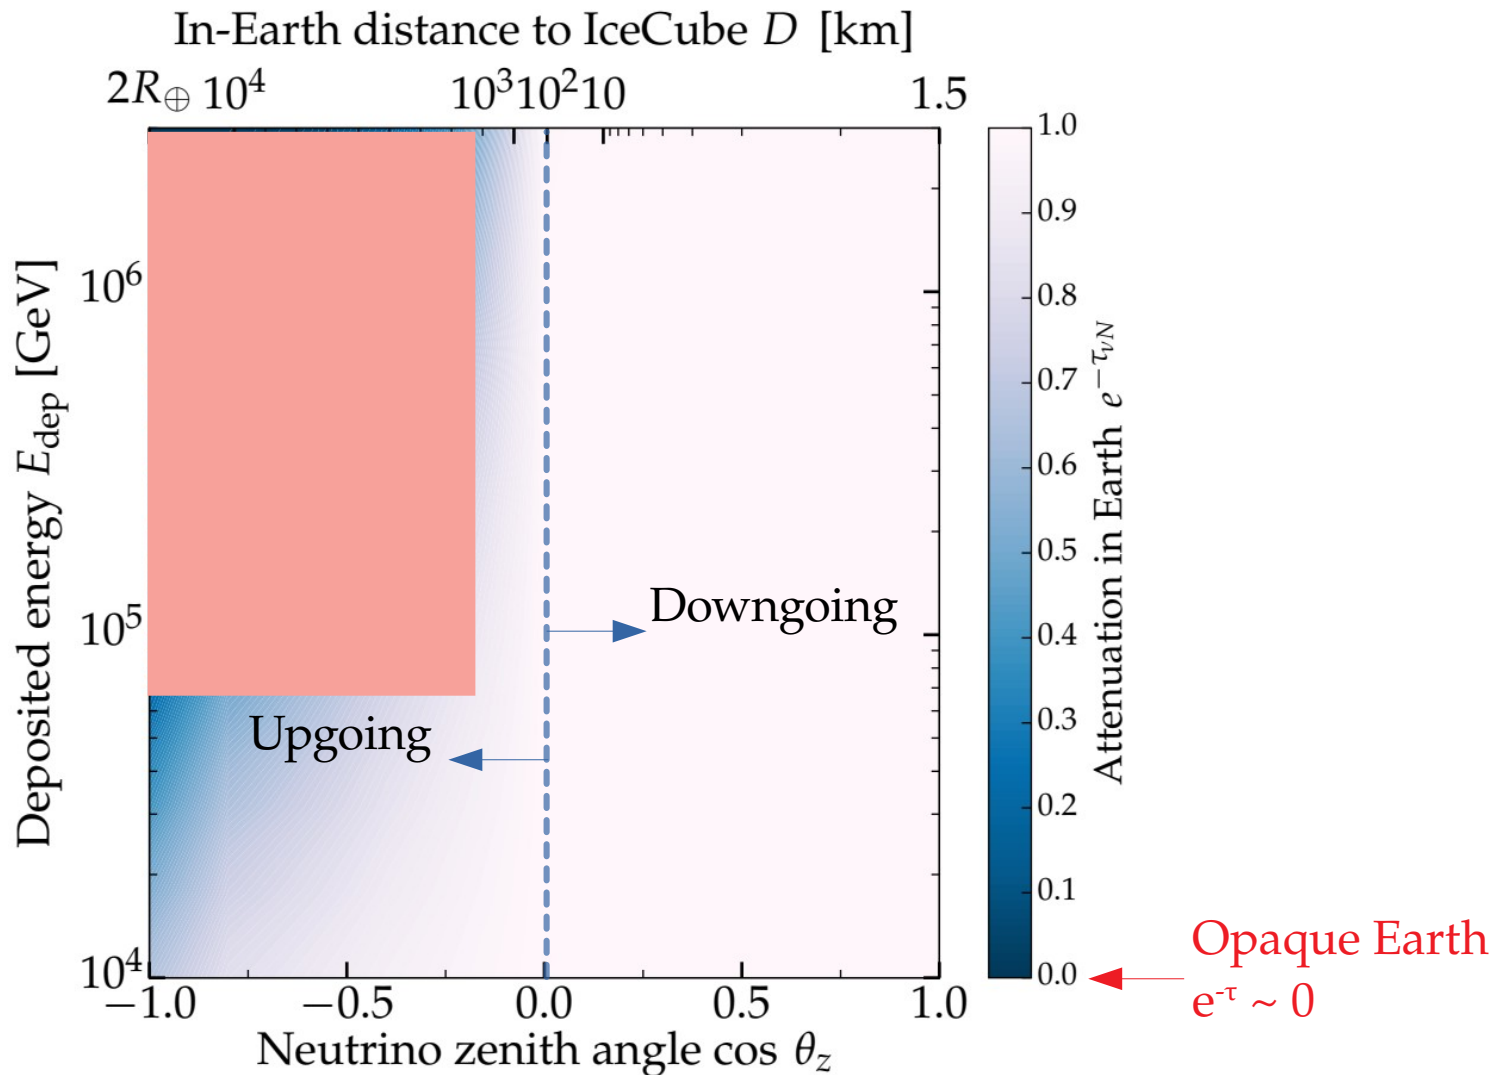 In-Earth distance to IceCube D [km]
2R⊕ 10⁴ 10³10²10 1.5
1.0
0.9
0.8
0.7
0.6
0.5
0.4
0.3
0.2
0.1
0.0
Attenuation in Earth e^−τνN
Deposited energy E_dep [GeV]
10⁶
10⁵
10⁴
Downgoing
Upgoing
Opaque Earth
e^-τ ~ 0
−1.0 −0.5 0.0 0.5 1.0
Neutrino zenith angle cos θ_z